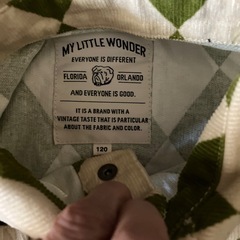 MY LITTLE WONDER
EVERYONE IS DIFFERENT
FLORIDA ORLANDO
AND EVERYONE IS GOOD.
IT IS A BRAND WITH A
VINTAGE TASTE THAT IS PARTICULAR
ABOUT THE FABRIC AND COLOR.
120